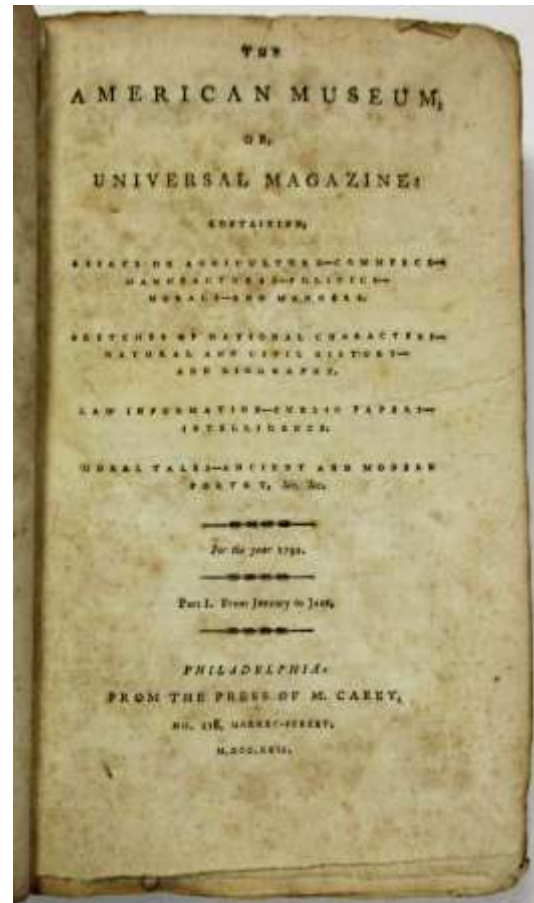 THE
AMERICAN MUSEUM,
OR,
UNIVERSAL MAGAZINE:
CONTAINING,
ESSAYS ON AGRICULTURE—COMMERCE—
MANUFACTURES—POLITICS—
MORALS—AND MANNERS.
SKETCHES OF NATIONAL CHARACTERS—
NATURAL AND CIVIL HISTORY—
AND BIOGRAPHY.
LAW INFORMATION—PUBLIC PAPERS—
INTELLIGENCE.
MORAL TALES—ANCIENT AND MODERN
POETRY, &c. &c.
For the year 1792.
Part I. From January to June.
PHILADELPHIA:
FROM THE PRESS OF M. CAREY,
NO. 118, MARKET-STREET,
M.DCC.XCII.